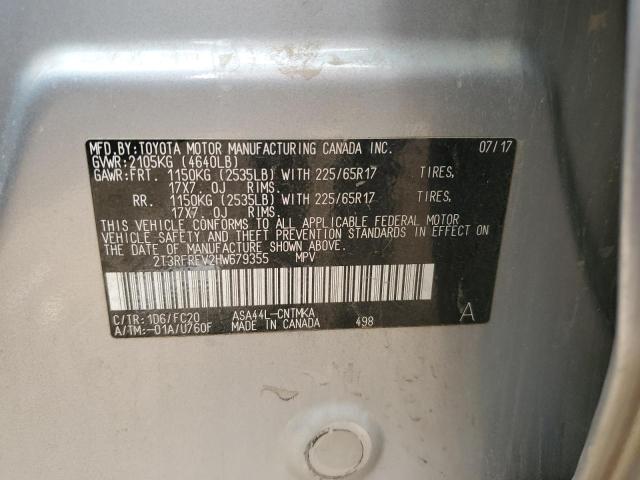 MFD.BY:TOYOTA MOTOR MANUFACTURING CANADA INC. 07/17
GVWR:2105KG (4640LB)
GAWR:FRT. 1150KG (2535LB) WITH 225/65R17 TIRES,
17X7.0J RIMS.
RR. 1150KG (2535LB) WITH 225/65R17 TIRES,
17X7.0J RIMS.
THIS VEHICLE CONFORMS TO ALL APPLICABLE FEDERAL MOTOR
VEHICLE SAFETY AND THEFT PREVENTION STANDARDS IN EFFECT ON
THE DATE OF MANUFACTURE SHOWN ABOVE.
2T3RFREV2HW679355 MPV
C/TR:1D6/FC20 ASA44L-CNTMKA
A/TM:-01A/U760F MADE IN CANADA 498 A